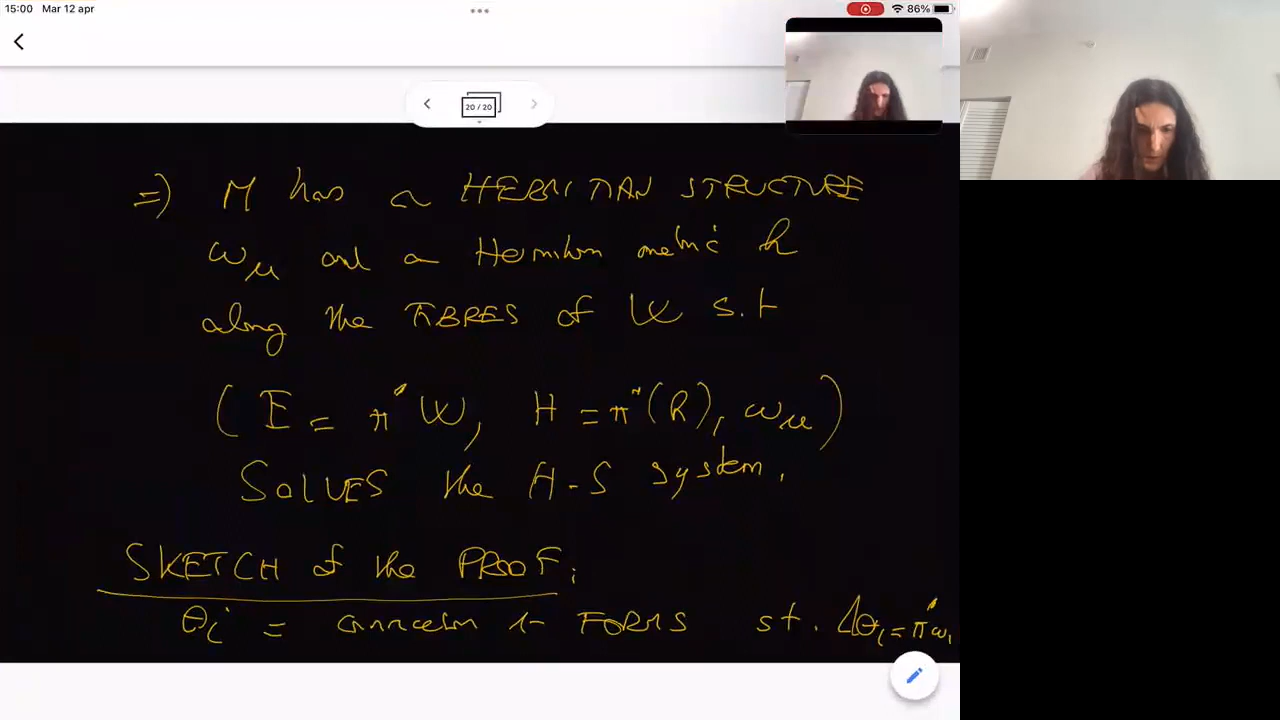 15:00 Mar 12 apr
86%
20 / 20
=) M has a HERMITIAN STRUCTURE
ω_u and a Hermitian metric h
along the FIBRES of W s.t
( E = π* W, H = π*(h), ω_u )
SOLVES the H-S system.
SKETCH of the PROOF:
θ_i = connection 1- FORMS s.t. dθ_i = π* ω_i